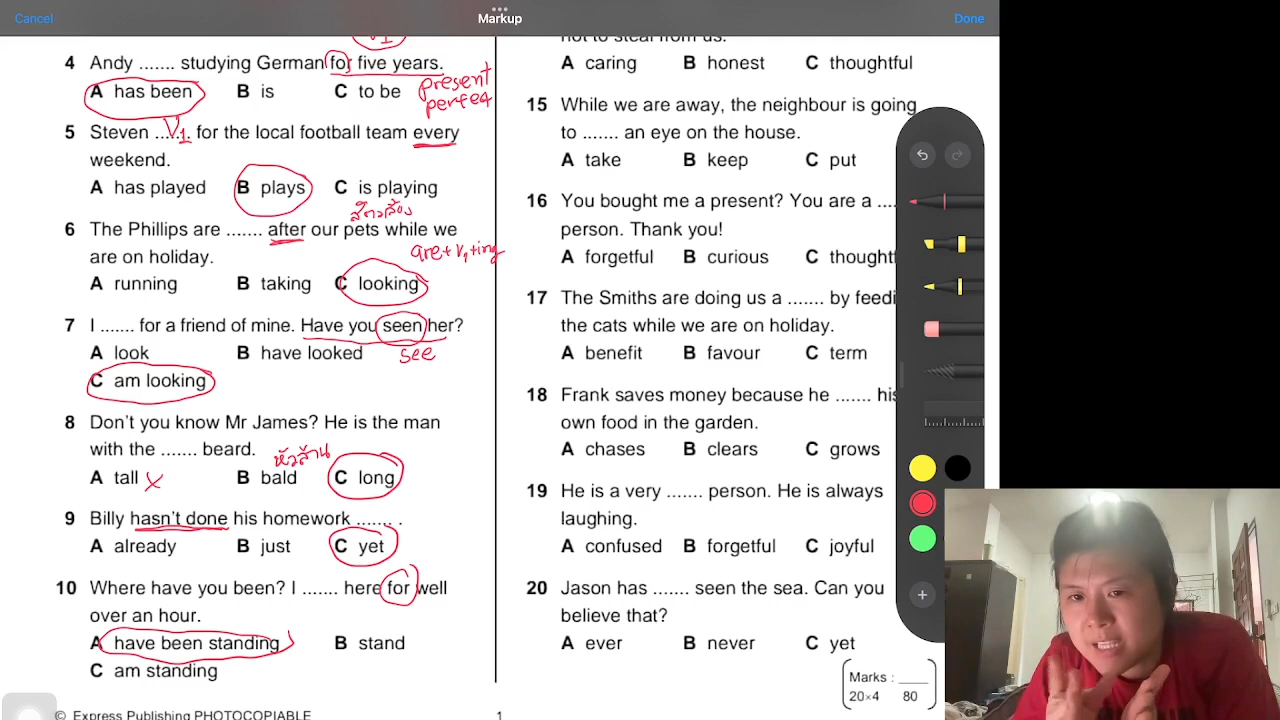 Cancel
Markup
Done
4 Andy ....... studying German for five years.
A has been B is C to be
present
perfect
5 Steven ....... for the local football team every
V1
weekend.
A has played B plays C is playing
สัตว์เลี้ยง
6 The Phillips are ....... after our pets while we
are on holiday.
are+V1+ing
A running B taking C looking
7 I ....... for a friend of mine. Have you seen her?
A look B have looked
see
C am looking
8 Don't you know Mr James? He is the man
with the ....... beard.
หัวล้าน
A tall x B bald C long
9 Billy hasn't done his homework ....... .
A already B just C yet
10 Where have you been? I ....... here for well
over an hour.
A have been standing B stand
C am standing
© Express Publishing PHOTOCOPIABLE
1
not to steal from us.
A caring B honest C thoughtful
15 While we are away, the neighbour is going
to ....... an eye on the house.
A take B keep C put
16 You bought me a present? You are a ....
person. Thank you!
A forgetful B curious C thoughtf
17 The Smiths are doing us a ....... by feedi
the cats while we are on holiday.
A benefit B favour C term
18 Frank saves money because he ....... his
own food in the garden.
A chases B clears C grows
19 He is a very ....... person. He is always
laughing.
A confused B forgetful C joyful
20 Jason has ....... seen the sea. Can you
believe that?
A ever B never C yet
Marks : ____
20×4 80